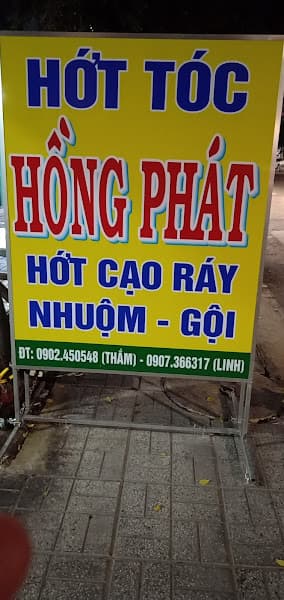 HỚT TÓC
HỒNG PHÁT
HỚT CẠO RÁY
NHUỘM - GỘI
ĐT: 0902.450548 (THẮM) - 0907.366317 (LINH)